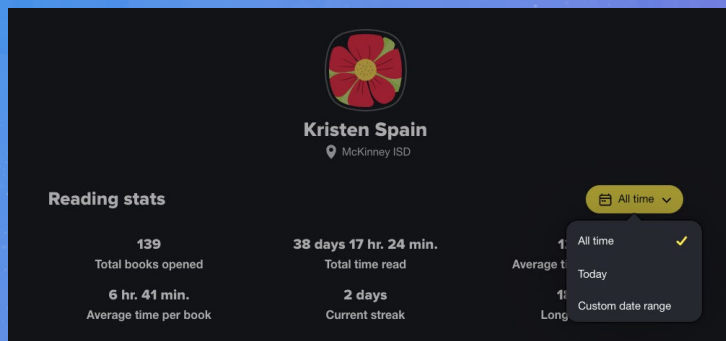 Kristen Spain
McKinney ISD
Reading stats
All time
139
Total books opened
38 days 17 hr. 24 min.
Total time read
Average
6 hr. 41 min.
Average time per book
2 days
Current streak
All time
Today
Custom date range